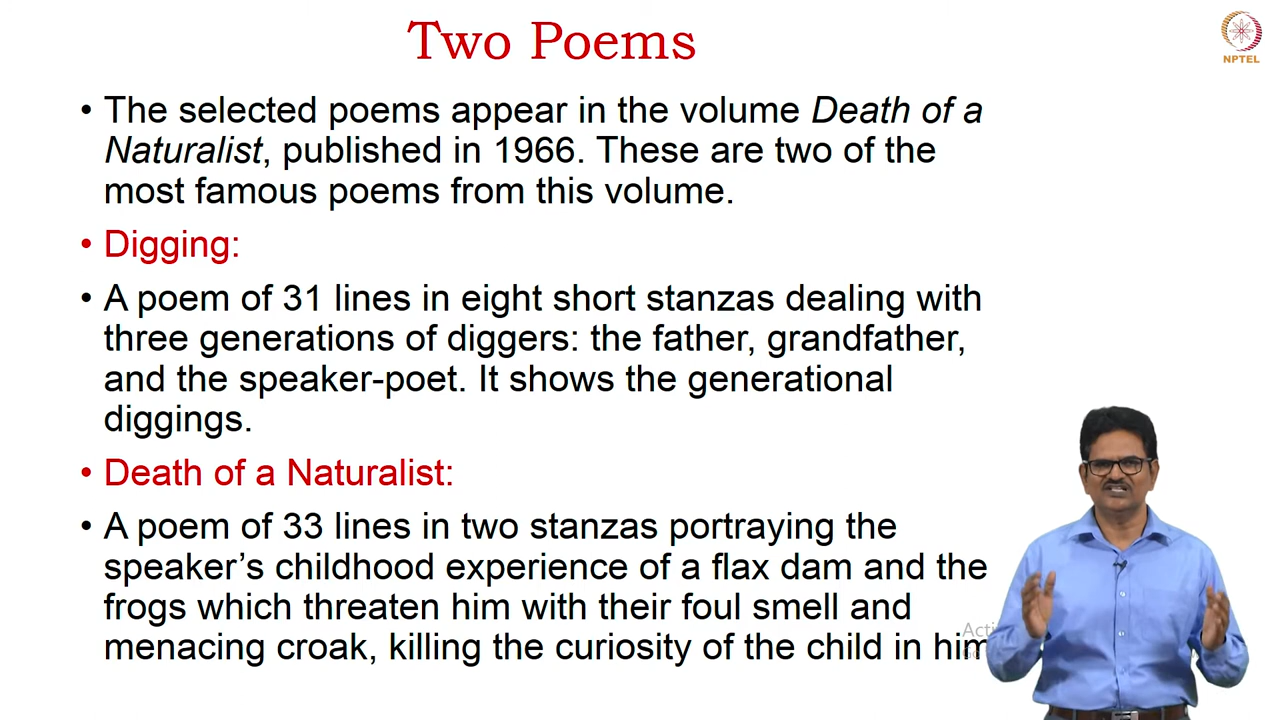 Two Poems
NPTEL
• The selected poems appear in the volume Death of a
Naturalist, published in 1966. These are two of the
most famous poems from this volume.
• Digging:
• A poem of 31 lines in eight short stanzas dealing with
three generations of diggers: the father, grandfather,
and the speaker-poet. It shows the generational
diggings.
• Death of a Naturalist:
• A poem of 33 lines in two stanzas portraying the
speaker’s childhood experience of a flax dam and the
frogs which threaten him with their foul smell and
menacing croak, killing the curiosity of the child in him